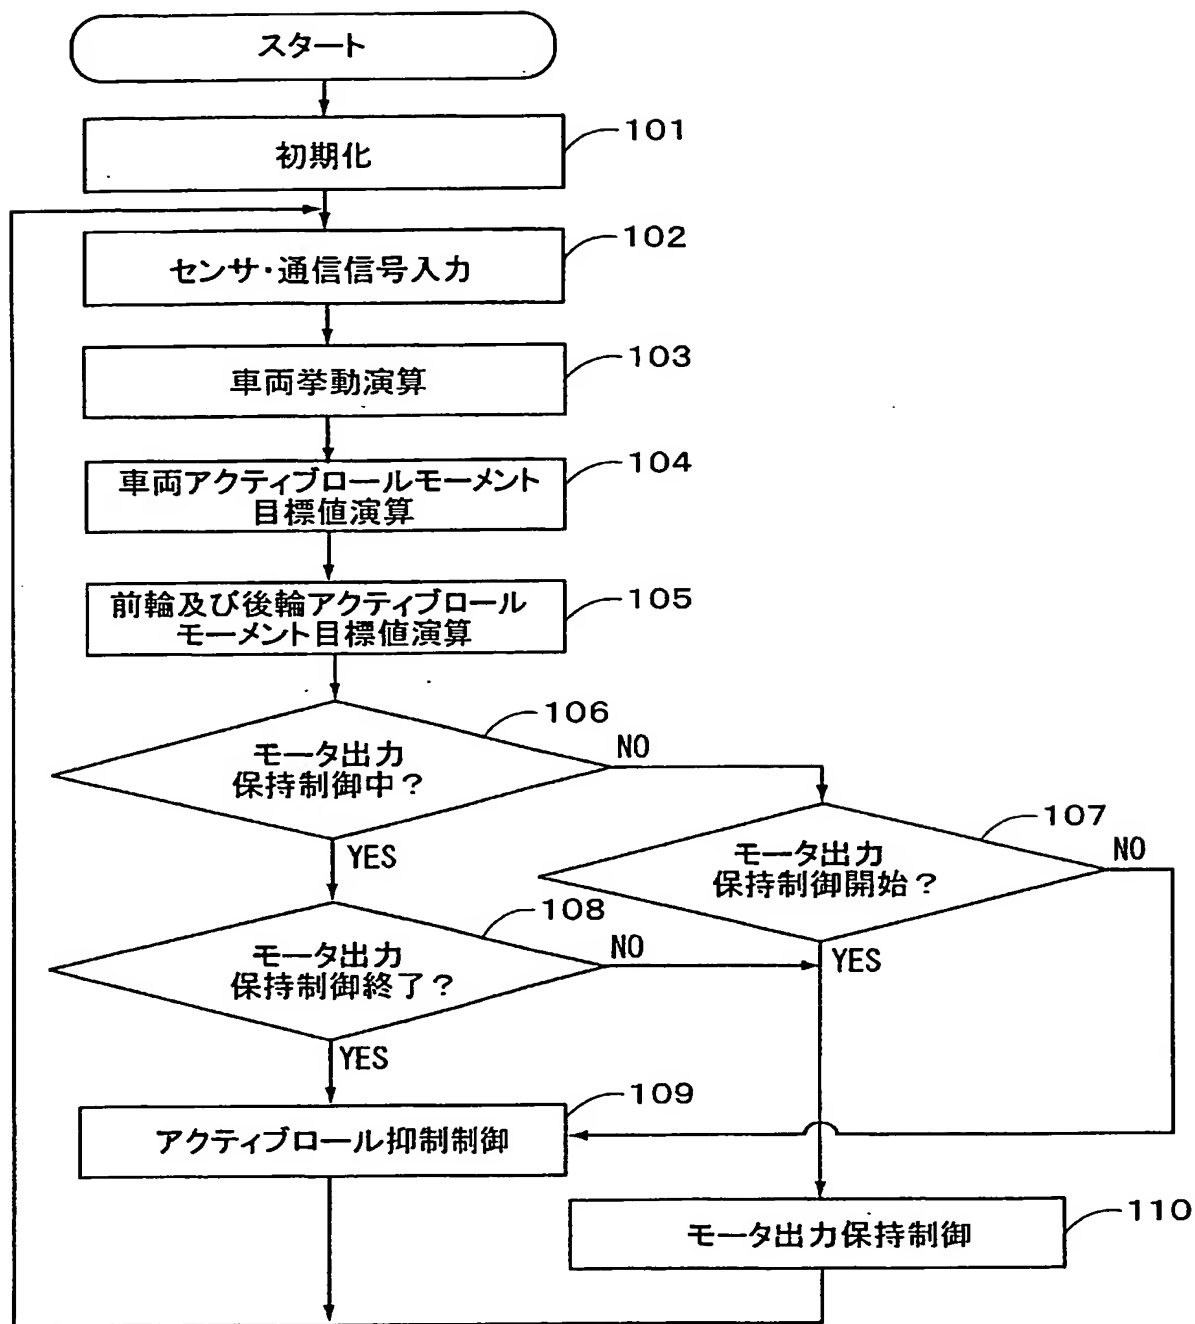 スタート
初期化
101
センサ・通信信号入力
102
車両挙動演算
103
車両アクティブロールモーメント
目標値演算
104
前輪及び後輪アクティブロール
モーメント目標値演算
105
モータ出力
保持制御中？
106
NO
YES
モータ出力
保持制御開始？
107
NO
YES
モータ出力
保持制御終了？
108
NO
YES
アクティブロール抑制制御
109
モータ出力保持制御
110